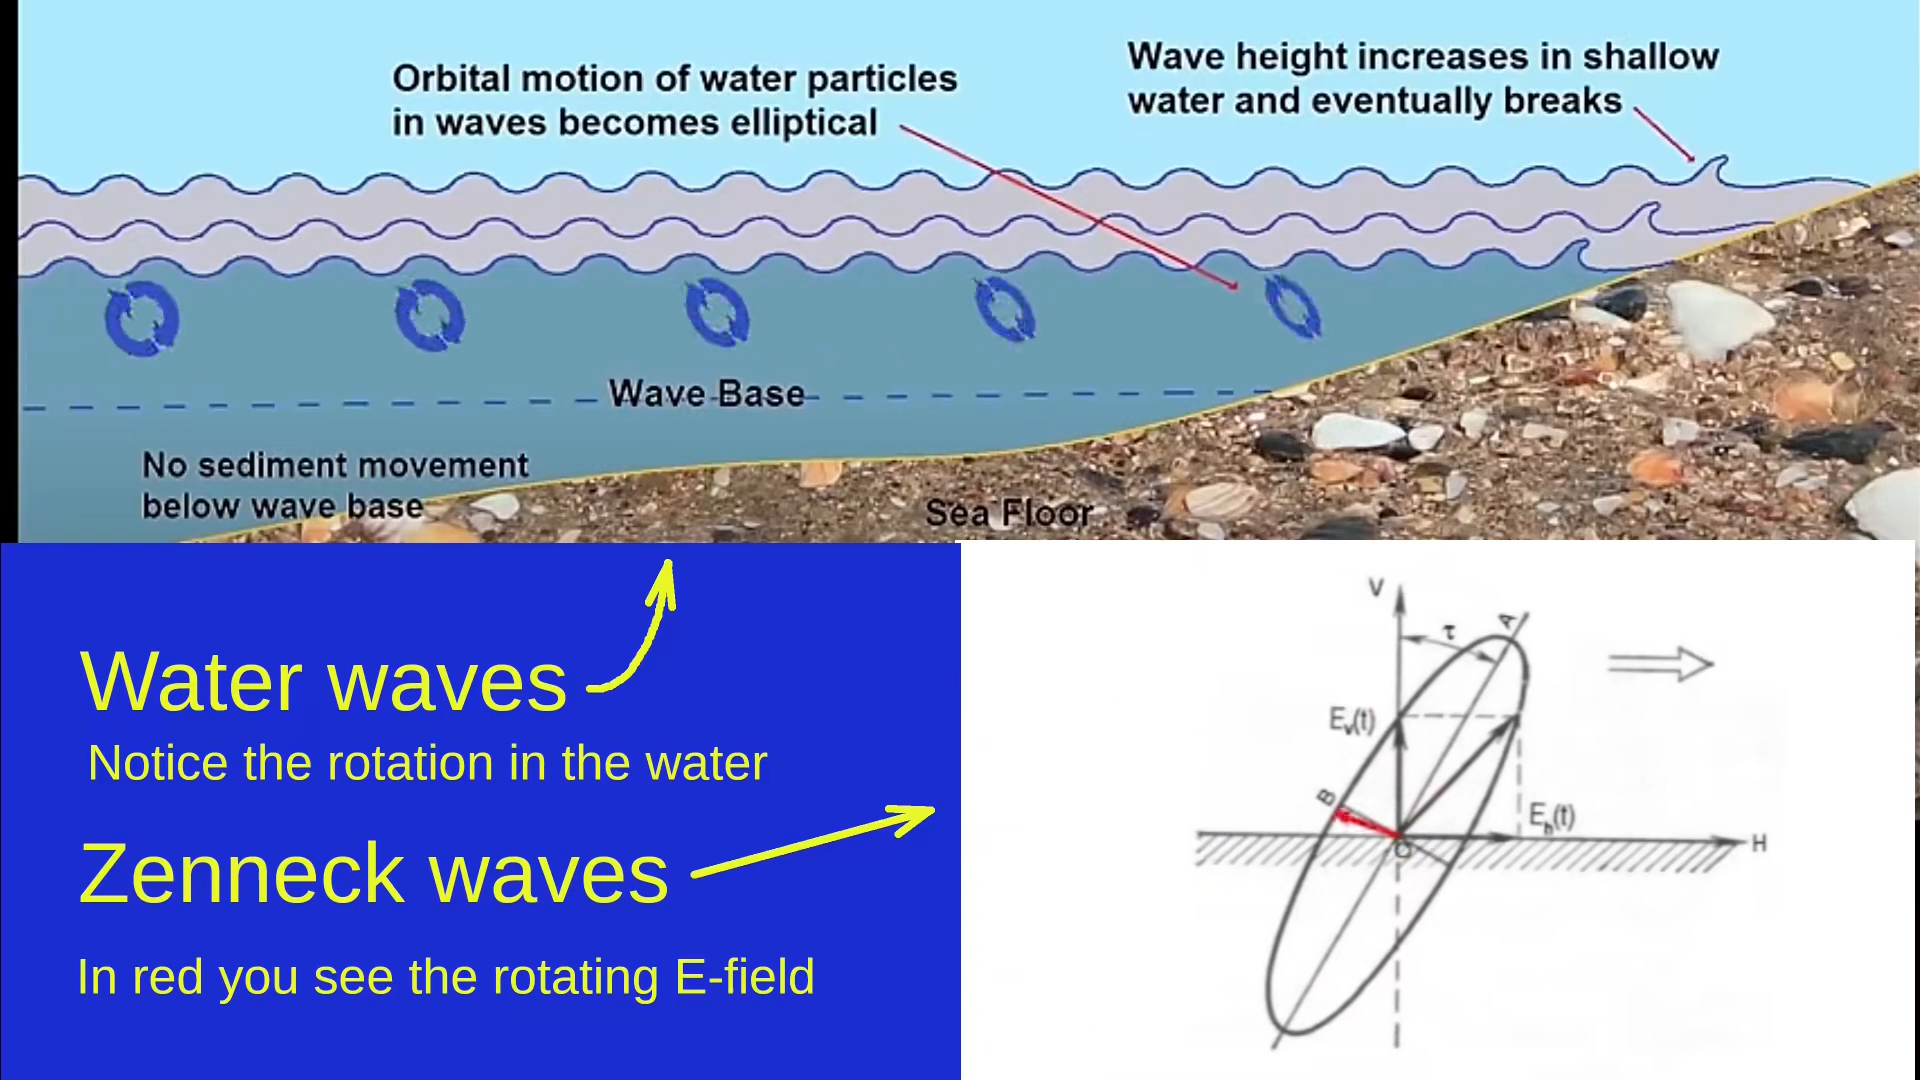 Orbital motion of water particles
in waves becomes elliptical
Wave height increases in shallow
water and eventually breaks
Wave Base
No sediment movement
below wave base
Sea Floor
Water waves
Notice the rotation in the water
Zenneck waves
In red you see the rotating E-field
V
τ
A
Ev(t)
B
Eh(t)
O
H